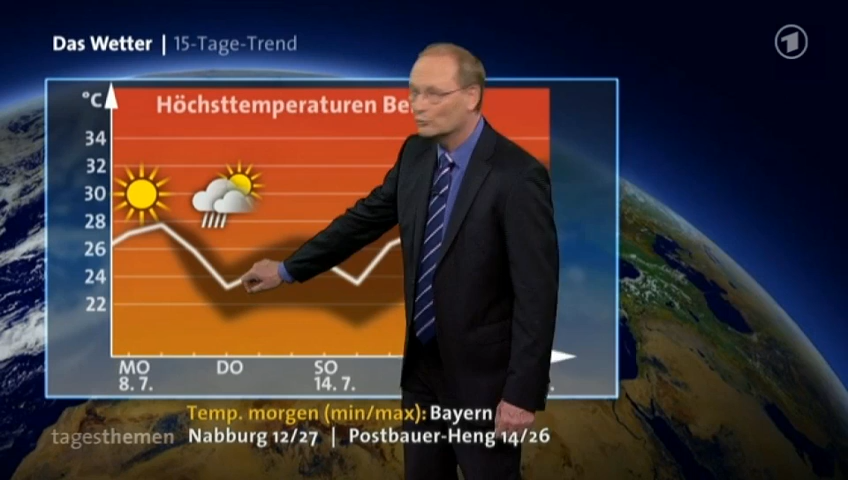 Das Wetter | 15-Tage-Trend
1
°C
Höchsttemperaturen
34
32
30
28
26
24
22
MO DO SO
8. 7. 14. 7.
Temp. morgen (min/max): Bayern
tagesthemen Nabburg 12/27 | Postbauer-Heng 14/26